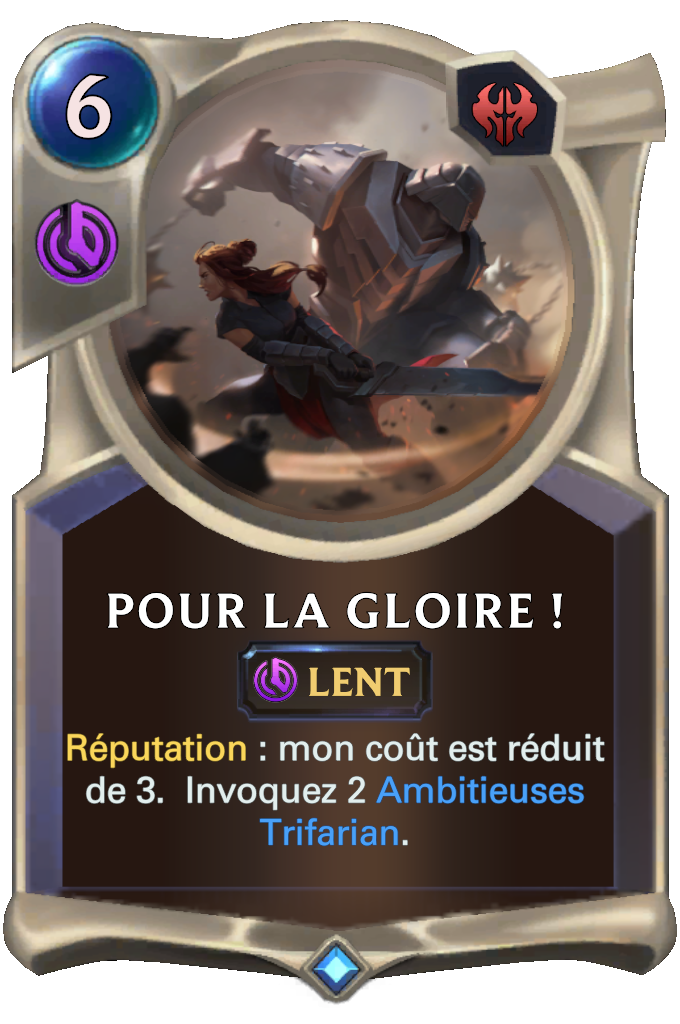 6
POUR LA GLOIRE !
LENT
Réputation : mon coût est réduit
de 3. Invoquez 2 Ambitieuses
Trifarian.